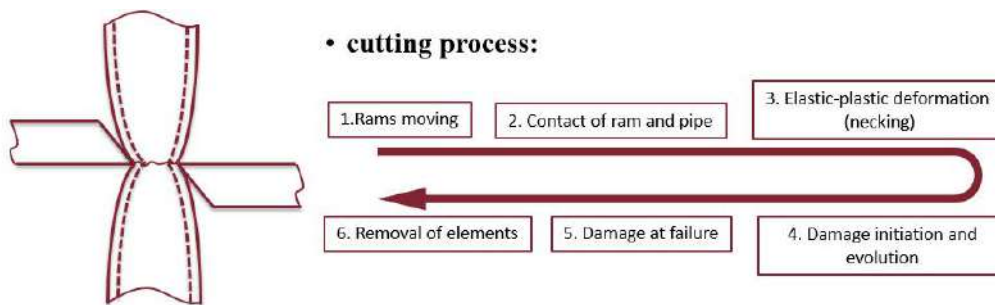 • cutting process:
1.Rams moving
2. Contact of ram and pipe
3. Elastic-plastic deformation
(necking)
4. Damage initiation and
evolution
5. Damage at failure
6. Removal of elements